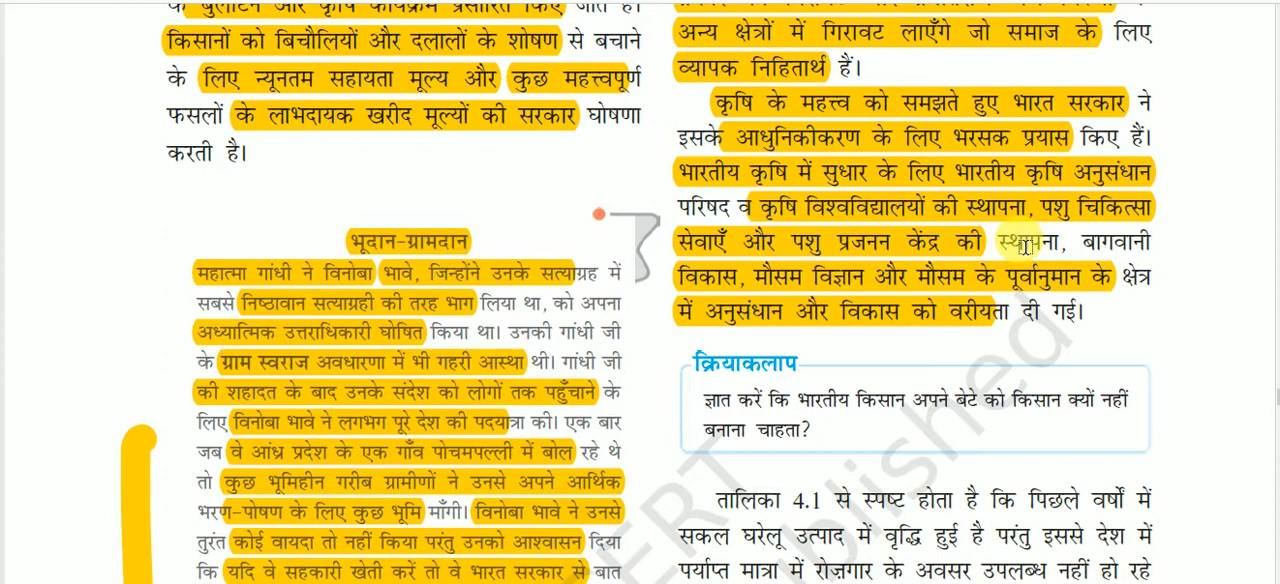 के बुलेटिन और कृषि कार्यक्रम प्रसारित किए जाते हैं।
किसानों को बिचौलियों और दलालों के शोषण से बचाने
के लिए न्यूनतम सहायता मूल्य और कुछ महत्त्वपूर्ण
फसलों के लाभदायक खरीद मूल्यों की सरकार घोषणा
करती है।
भूदान-ग्रामदान
महात्मा गांधी ने विनोबा भावे, जिन्होंने उनके सत्याग्रह में
सबसे निष्ठावान सत्याग्रही की तरह भाग लिया था, को अपना
अध्यात्मिक उत्तराधिकारी घोषित किया था। उनकी गांधी जी
के ग्राम स्वराज अवधारणा में भी गहरी आस्था थी। गांधी जी
की शहादत के बाद उनके संदेश को लोगों तक पहुँचाने के
लिए विनोबा भावे ने लगभग पूरे देश की पदयात्रा की। एक बार
जब वे आंध्र प्रदेश के एक गाँव पोचमपल्ली में बोल रहे थे
तो कुछ भूमिहीन गरीब ग्रामीणों ने उनसे अपने आर्थिक
भरण-पोषण के लिए कुछ भूमि माँगी। विनोबा भावे ने उनसे
तुरंत कोई वायदा तो नहीं किया परंतु उनको आश्वासन दिया
कि यदि वे सहकारी खेती करें तो वे भारत सरकार से बात
अन्य क्षेत्रों में गिरावट लाएँगे जो समाज के लिए
व्यापक निहितार्थ हैं।
कृषि के महत्त्व को समझते हुए भारत सरकार ने
इसके आधुनिकीकरण के लिए भरसक प्रयास किए हैं।
भारतीय कृषि में सुधार के लिए भारतीय कृषि अनुसंधान
परिषद व कृषि विश्वविद्यालयों की स्थापना, पशु चिकित्सा
सेवाएँ और पशु प्रजनन केंद्र की स्थापना, बागवानी
विकास, मौसम विज्ञान और मौसम के पूर्वानुमान के क्षेत्र
में अनुसंधान और विकास को वरीयता दी गई।
क्रियाकलाप
ज्ञात करें कि भारतीय किसान अपने बेटे को किसान क्यों नहीं
बनाना चाहता?
तालिका 4.1 से स्पष्ट होता है कि पिछले वर्षों में
सकल घरेलू उत्पाद में वृद्धि हुई है परंतु इससे देश में
पर्याप्त मात्रा में रोज़गार के अवसर उपलब्ध नहीं हो रहे